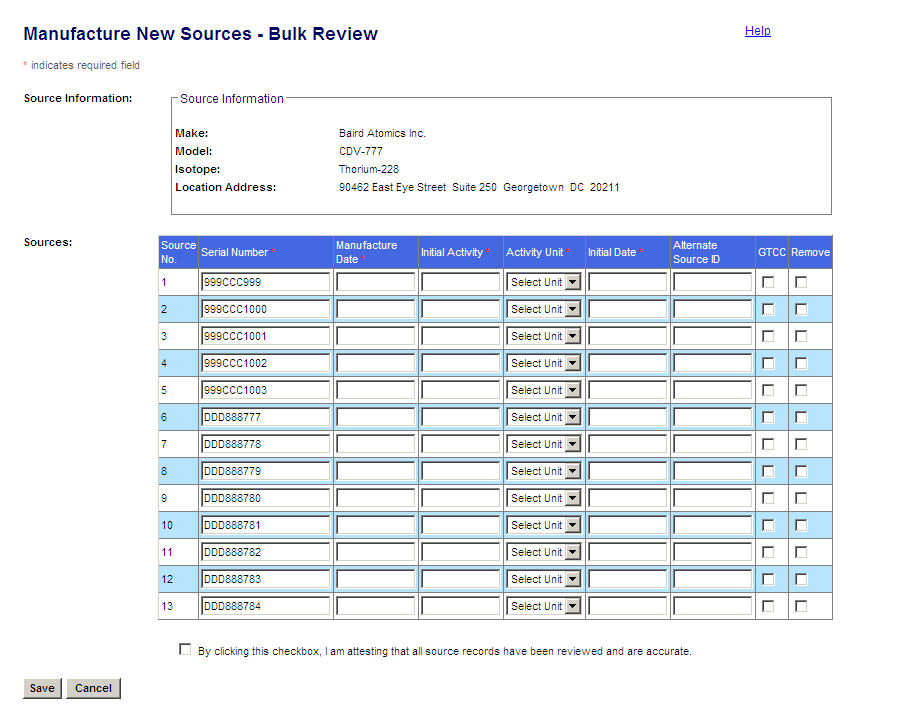 Manufacture New Sources - Bulk Review Help
* indicates required field
Source Information: Source Information
Make: Baird Atomics Inc.
Model: CDV-777
Isotope: Thorium-228
Location Address: 90462 East Eye Street Suite 250 Georgetown DC 20211
Sources:
Source No. Serial Number * Manufacture Date * Initial Activity * Activity Unit * Initial Date * Alternate Source ID GTCC Remove
1 999CCC999 Select Unit
2 999CCC1000 Select Unit
3 999CCC1001 Select Unit
4 999CCC1002 Select Unit
5 999CCC1003 Select Unit
6 DDD888777 Select Unit
7 DDD888778 Select Unit
8 DDD888779 Select Unit
9 DDD888780 Select Unit
10 DDD888781 Select Unit
11 DDD888782 Select Unit
12 DDD888783 Select Unit
13 DDD888784 Select Unit
By clicking this checkbox, I am attesting that all source records have been reviewed and are accurate.
Save Cancel